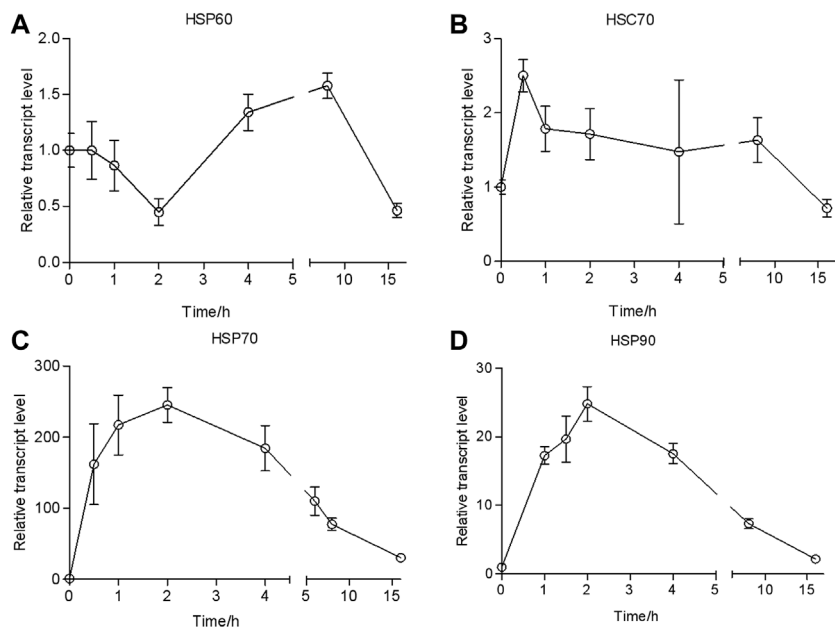 A
HSP60
Relative transcript level
2.0
1.5
1.0
0.5
0.0
0 1 2 3 4 5 10 15
Time/h
B
HSC70
Relative transcript level
3
2
1
0
0 1 2 3 4 5 10 15
Time/h
C
HSP70
Relative transcript level
300
200
100
0
0 1 2 3 4 5 10 15
Time/h
D
HSP90
Relative transcript level
30
20
10
0
0 1 2 3 4 5 10 15
Time/h